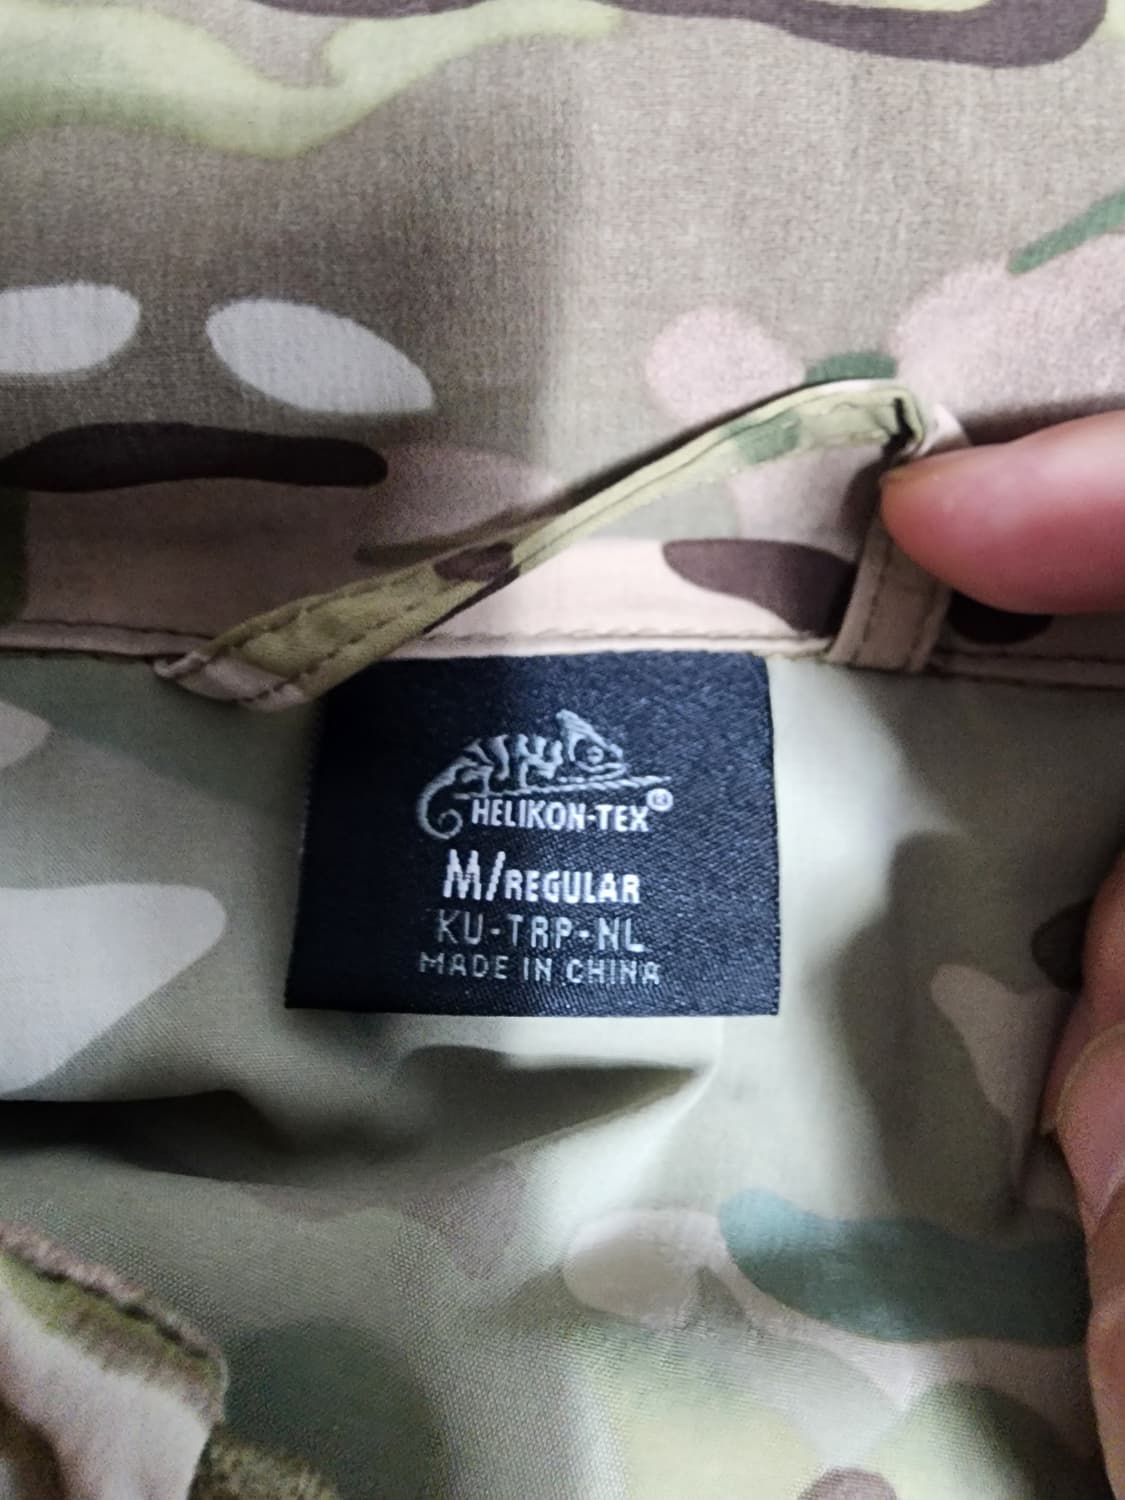 HELIKON-TEX®
M/REGULAR
KU-TRP-NL
MADE IN CHINA